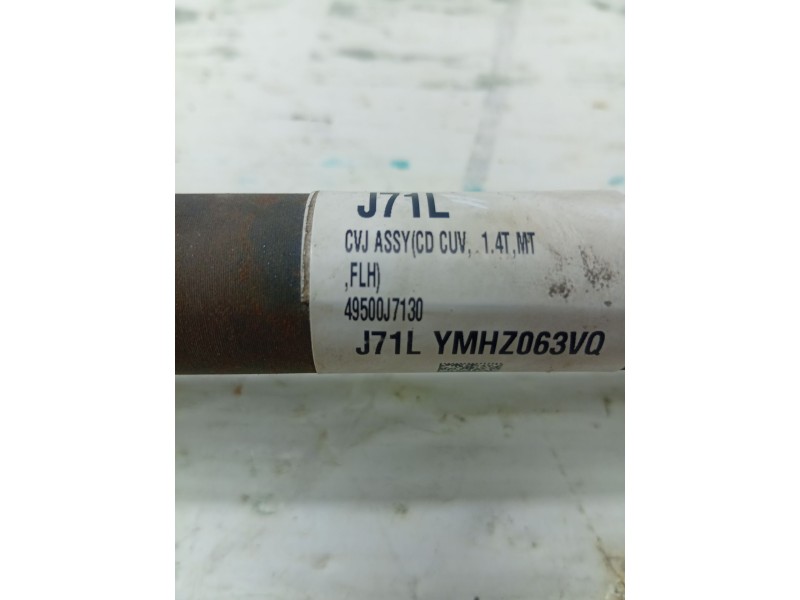 J71L
CVJ ASSY(CD CUV, .1.4T,MT
,FLH)
49500J7130
J71L YMHZ063VQ